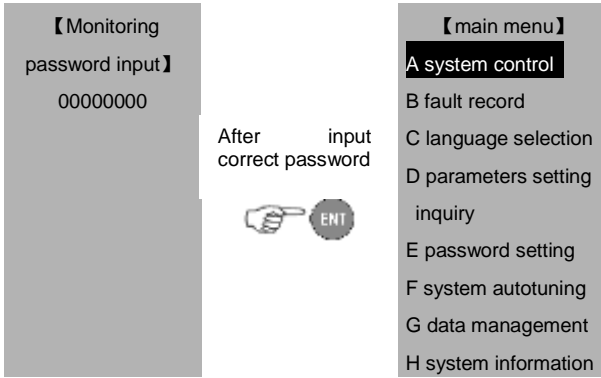 【Monitoring
password input】
00000000
After input
correct password
ENT
【main menu】
A system control
B fault record
C language selection
D parameters setting
inquiry
E password setting
F system autotuning
G data management
H system information